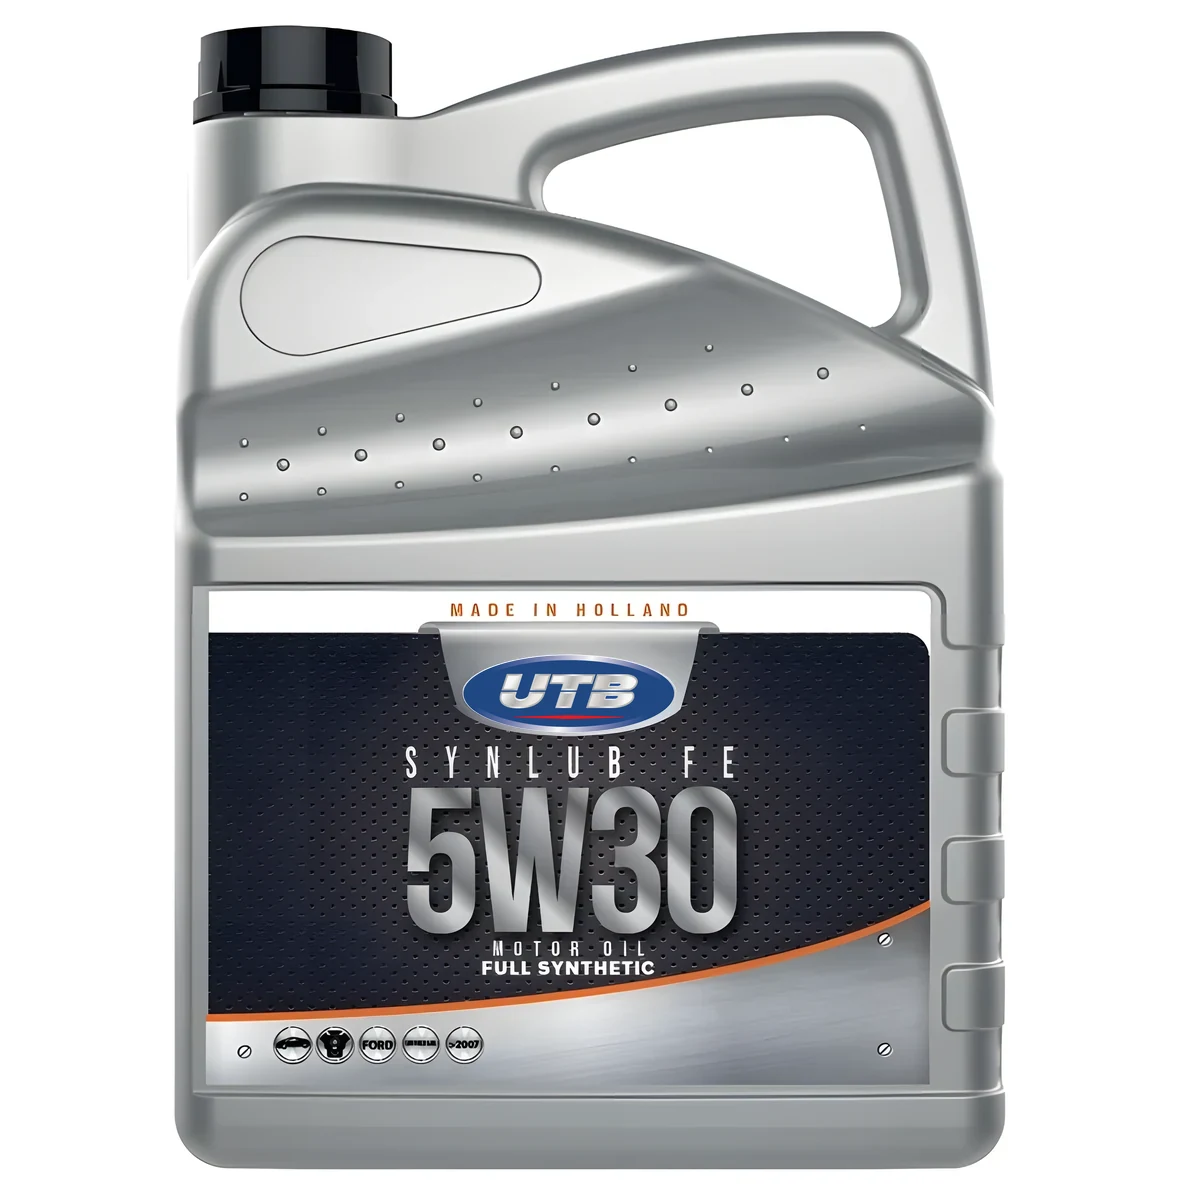 MADE IN HOLLAND
UTB
SYNLUB FE
5W30
MOTOR OIL
FULL SYNTHETIC
FORD
>2007